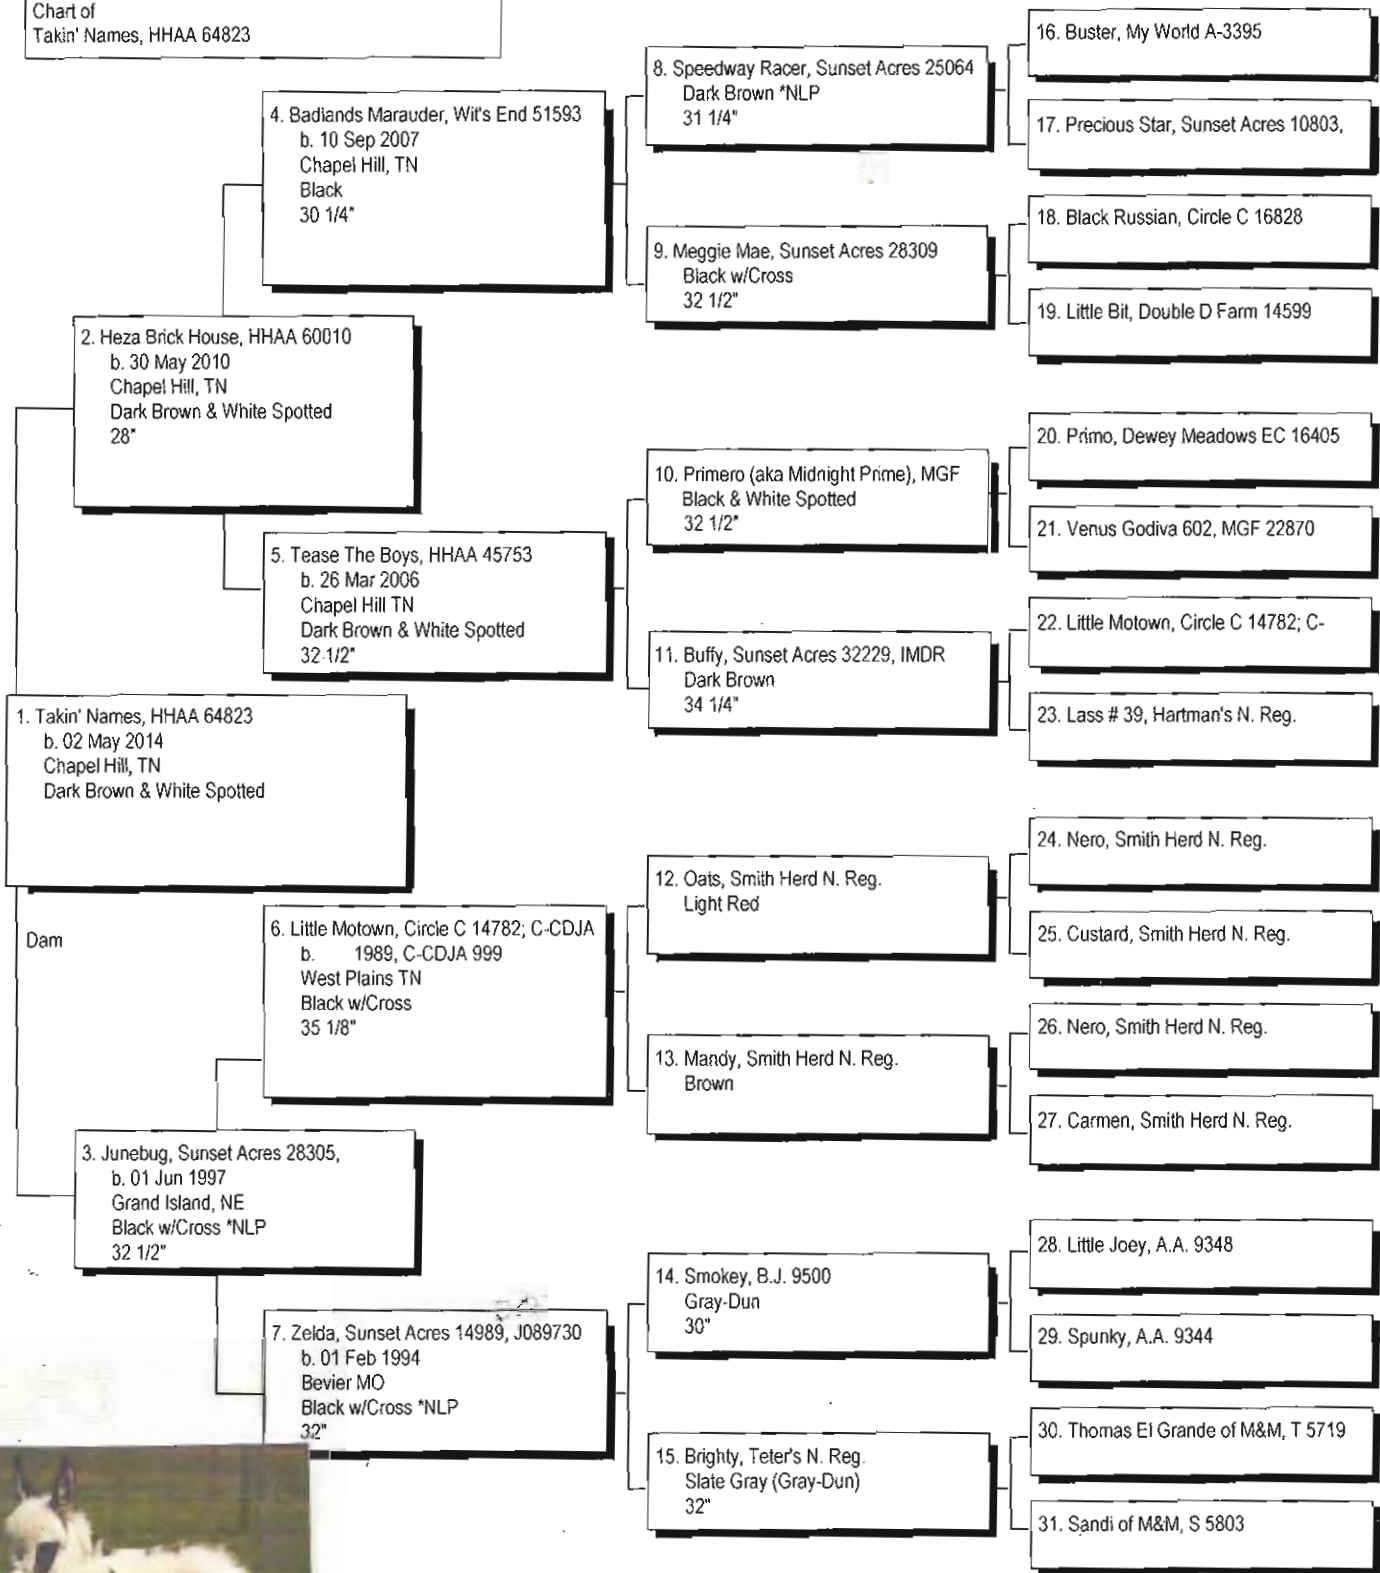 Chart of
Takin' Names, HHAA 64823
16. Buster, My World A-3395
8. Speedway Racer, Sunset Acres 25064
Dark Brown *NLP
31 1/4"
17. Precious Star, Sunset Acres 10803,
4. Badlands Marauder, Wit's End 51593
b. 10 Sep 2007
Chapel Hill, TN
Black
30 1/4"
18. Black Russian, Circle C 16828
9. Meggie Mae, Sunset Acres 28309
Black w/Cross
32 1/2"
19. Little Bit, Double D Farm 14599
2. Heza Brick House, HHAA 60010
b. 30 May 2010
Chapel Hill, TN
Dark Brown & White Spotted
28"
20. Primo, Dewey Meadows EC 16405
10. Primero (aka Midnight Prime), MGF
Black & White Spotted
32 1/2"
21. Venus Godiva 602, MGF 22870
5. Tease The Boys, HHAA 45753
b. 26 Mar 2006
Chapel Hill TN
Dark Brown & White Spotted
32-1/2"
22. Little Motown, Circle C 14782; C-
11. Buffy, Sunset Acres 32229, IMDR
Dark Brown
34 1/4"
23. Lass # 39, Hartman's N. Reg.
1. Takin' Names, HHAA 64823
b. 02 May 2014
Chapel Hill, TN
Dark Brown & White Spotted
24. Nero, Smith Herd N. Reg.
12. Oats, Smith Herd N. Reg.
Light Red
25. Custard, Smith Herd N. Reg.
Dam
6. Little Motown, Circle C 14782; C-CDJA
b. 1989, C-CDJA 999
West Plains TN
Black w/Cross
35 1/8"
26. Nero, Smith Herd N. Reg.
13. Mandy, Smith Herd N. Reg.
Brown
27. Carmen, Smith Herd N. Reg.
3. Junebug, Sunset Acres 28305,
b. 01 Jun 1997
Grand Island, NE
Black w/Cross *NLP
32 1/2"
28. Little Joey, A.A. 9348
14. Smokey, B.J. 9500
Gray-Dun
30"
29. Spunky, A.A. 9344
7. Zelda, Sunset Acres 14989, J089730
b. 01 Feb 1994
Bevier MO
Black w/Cross *NLP
32"
30. Thomas El Grande of M&M, T 5719
15. Brighty, Teter's N. Reg.
Slate Gray (Gray-Dun)
32"
31. Sandi of M&M, S 5803